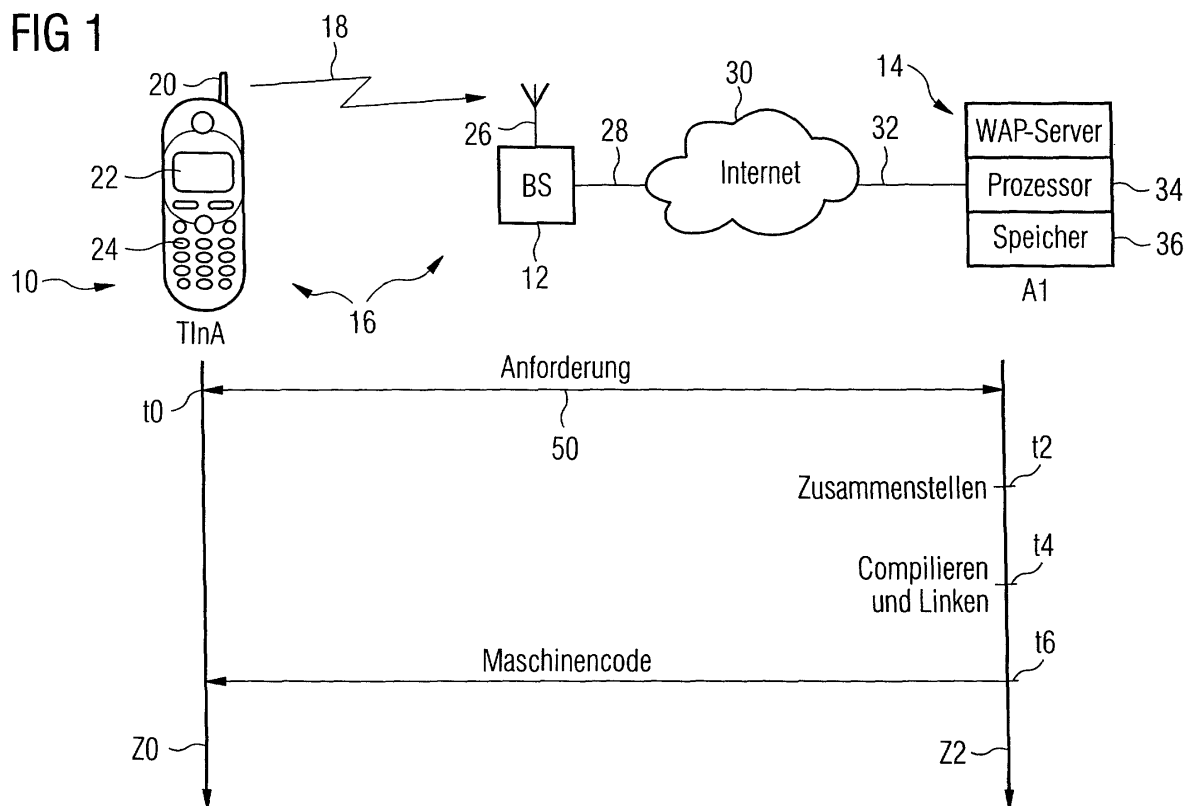 FIG 1
18
20
14
30
WAP-Server
26
28
32
22
BS
Internet
Prozessor
34
24
Speicher
36
10
12
16
A1
TInA
Anforderung
t0
50
t2
Zusammenstellen
t4
Compilieren
und Linken
Maschinencode
t6
Z0
Z2